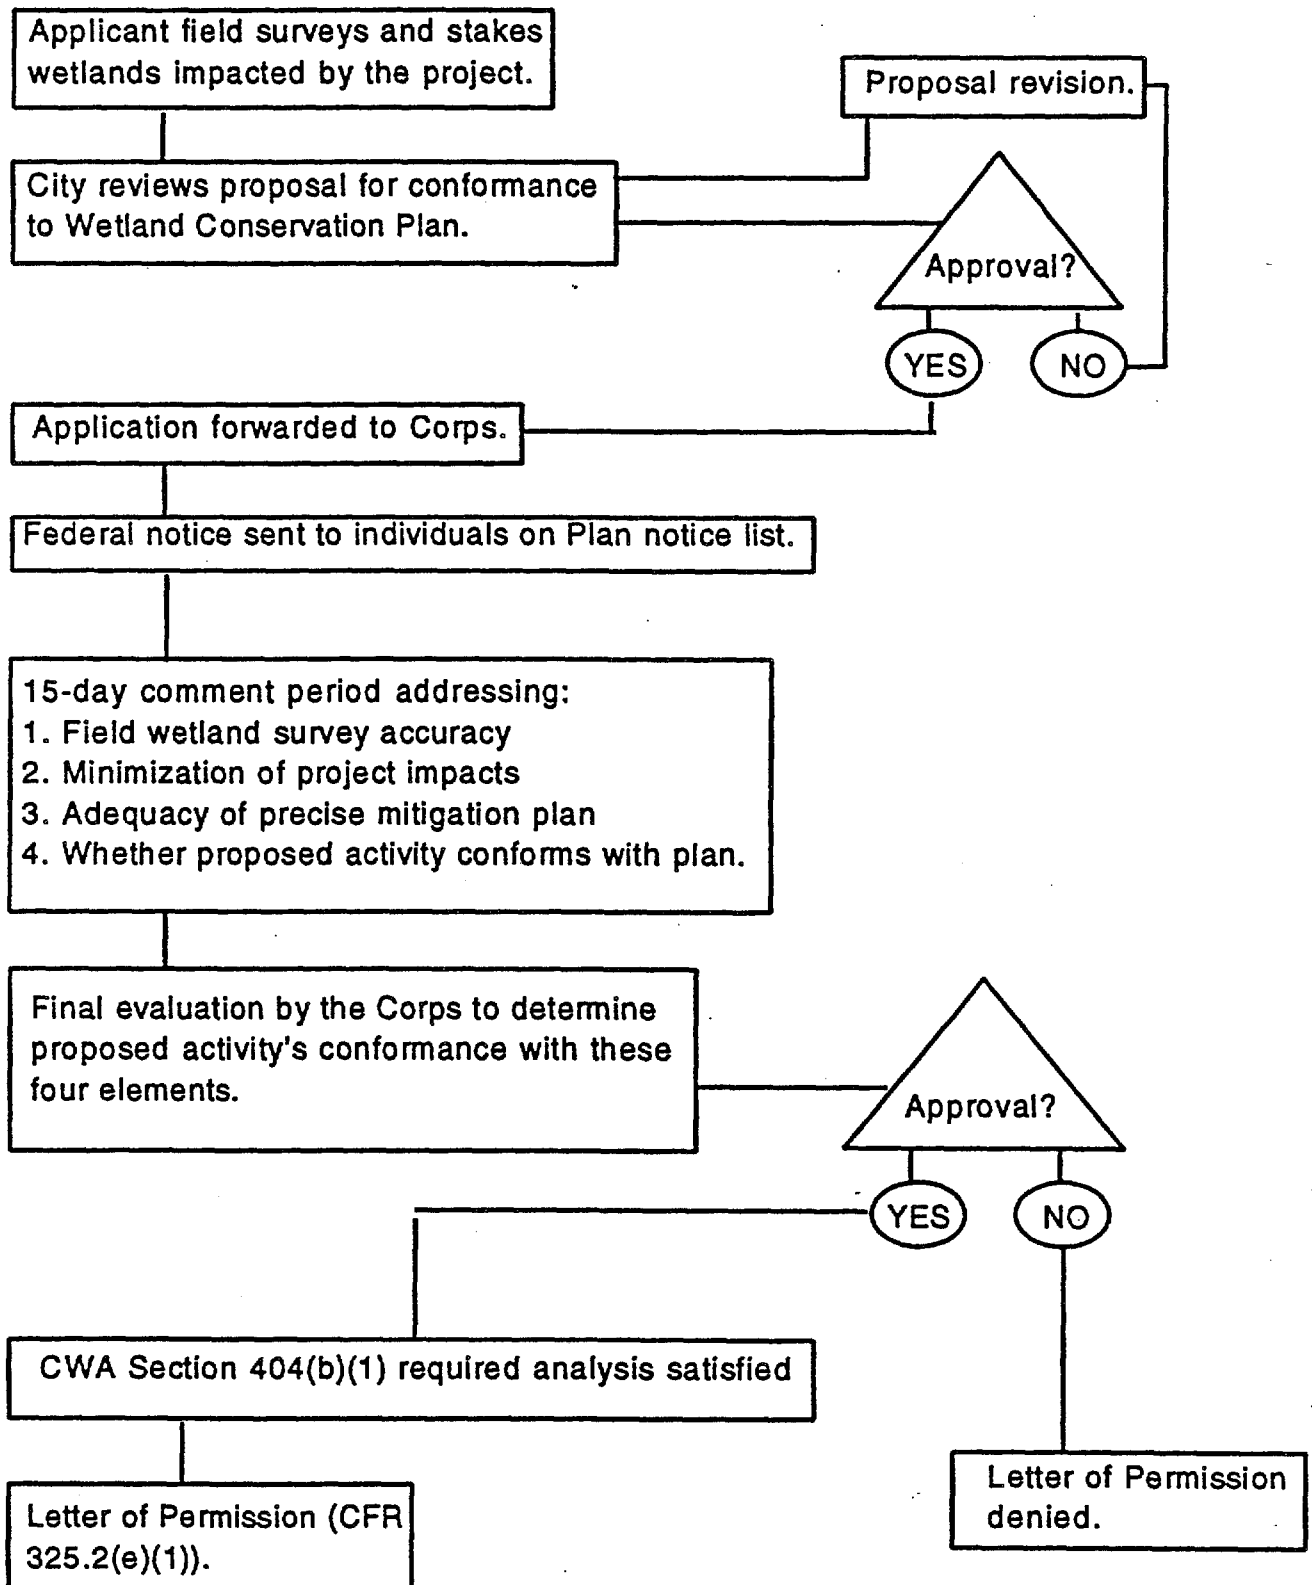 Applicant field surveys and stakes
wetlands impacted by the project.
Proposal revision.
City reviews proposal for conformance
to Wetland Conservation Plan.
Approval?
YES
NO
Application forwarded to Corps.
Federal notice sent to individuals on Plan notice list.
15-day comment period addressing:
1. Field wetland survey accuracy
2. Minimization of project impacts
3. Adequacy of precise mitigation plan
4. Whether proposed activity conforms with plan.
Final evaluation by the Corps to determine
proposed activity's conformance with these
four elements.
Approval?
YES
NO
CWA Section 404(b)(1) required analysis satisfied
Letter of Permission
denied.
Letter of Permission (CFR
325.2(e)(1)).